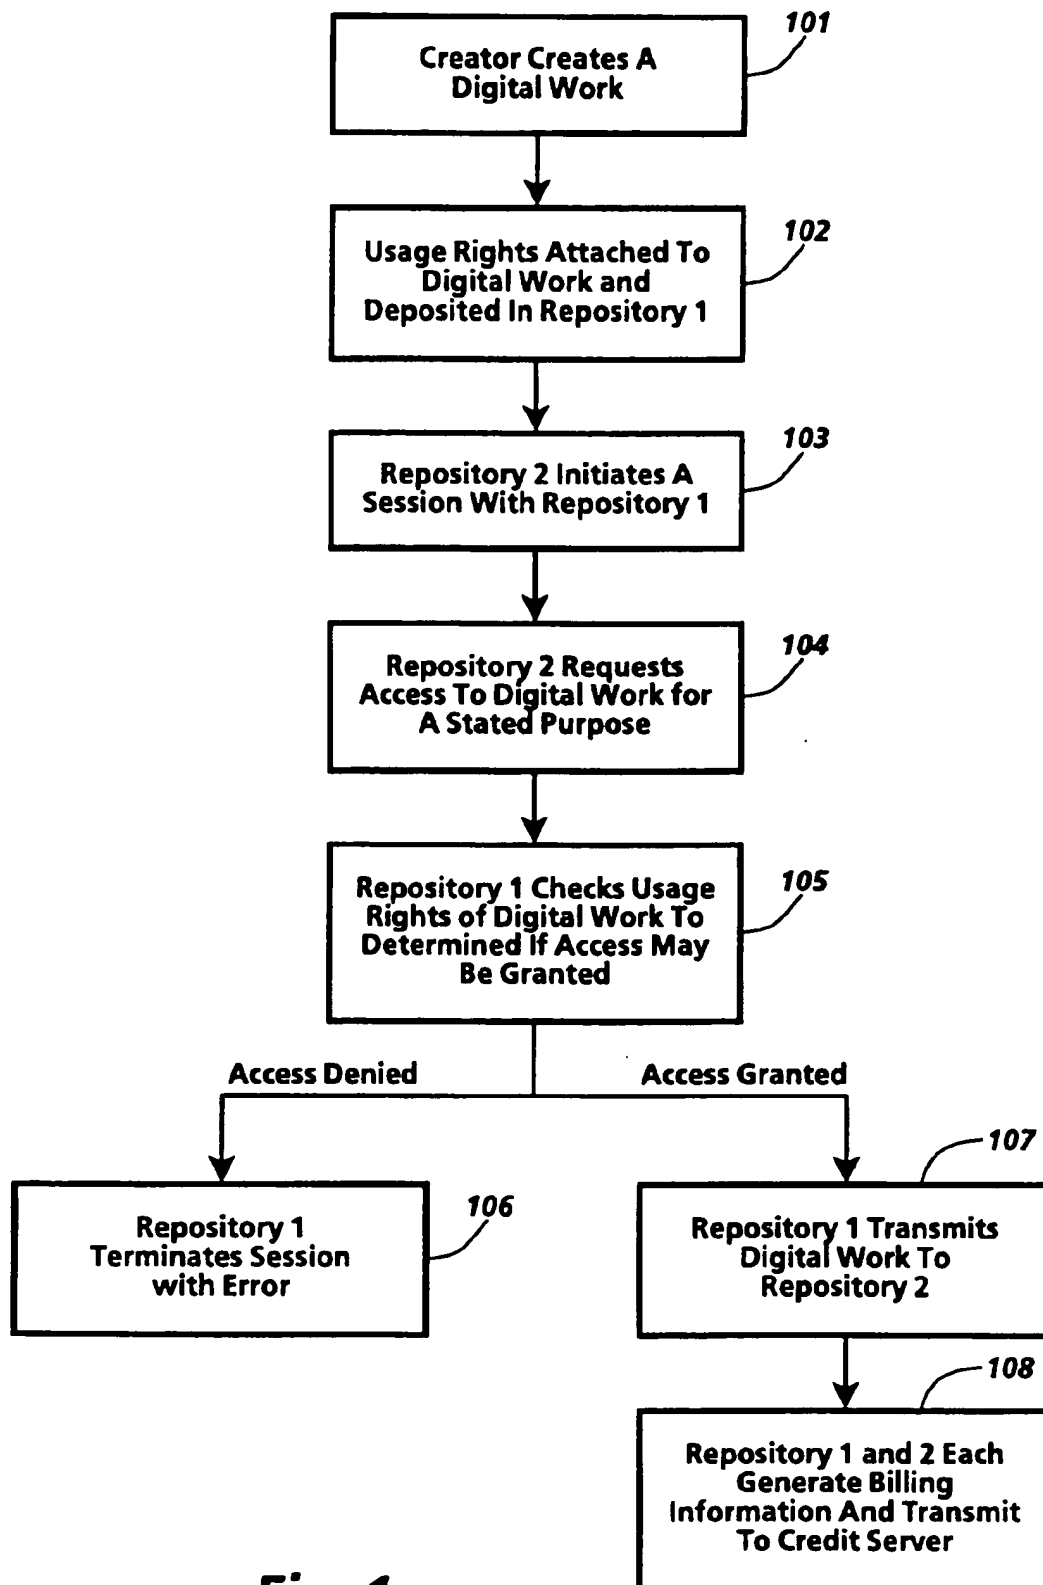 101
Creator Creates A
Digital Work
102
Usage Rights Attached To
Digital Work and
Deposited In Repository 1
103
Repository 2 Initiates A
Session With Repository 1
104
Repository 2 Requests
Access To Digital Work for
A Stated Purpose
105
Repository 1 Checks Usage
Rights of Digital Work To
Determined If Access May
Be Granted
Access Denied
Access Granted
106
Repository 1
Terminates Session
with Error
107
Repository 1 Transmits
Digital Work To
Repository 2
108
Repository 1 and 2 Each
Generate Billing
Information And Transmit
To Credit Server